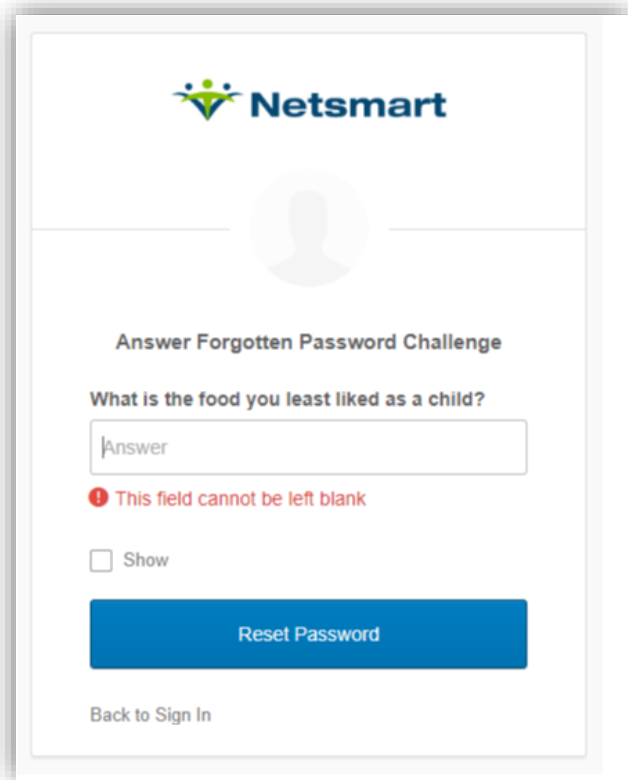 Netsmart
Answer Forgotten Password Challenge
What is the food you least liked as a child?
Answer
This field cannot be left blank
Show
Reset Password
Back to Sign In